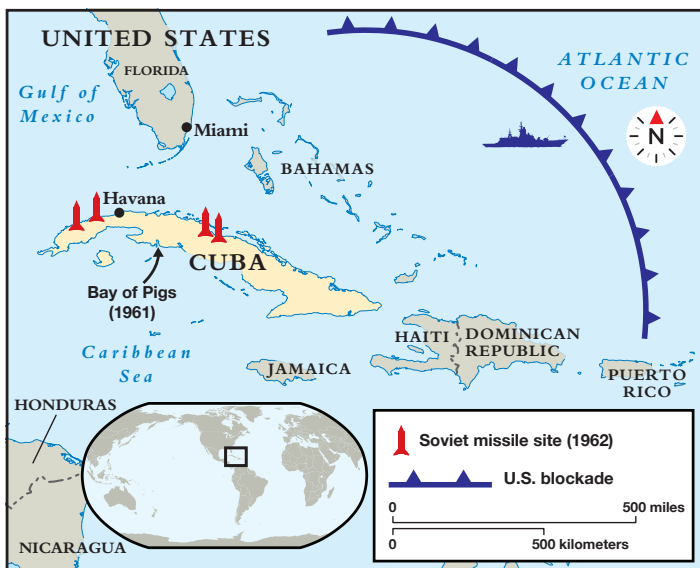 UNITED STATES
FLORIDA
Gulf of
Mexico
Miami
ATLANTIC
OCEAN
N
BAHAMAS
Havana
CUBA
Bay of Pigs
(1961)
Caribbean
Sea
JAMAICA
HAITI
DOMINICAN
REPUBLIC
PUERTO
RICO
HONDURAS
NICARAGUA
Soviet missile site (1962)
U.S. blockade
0 500 miles
0 500 kilometers